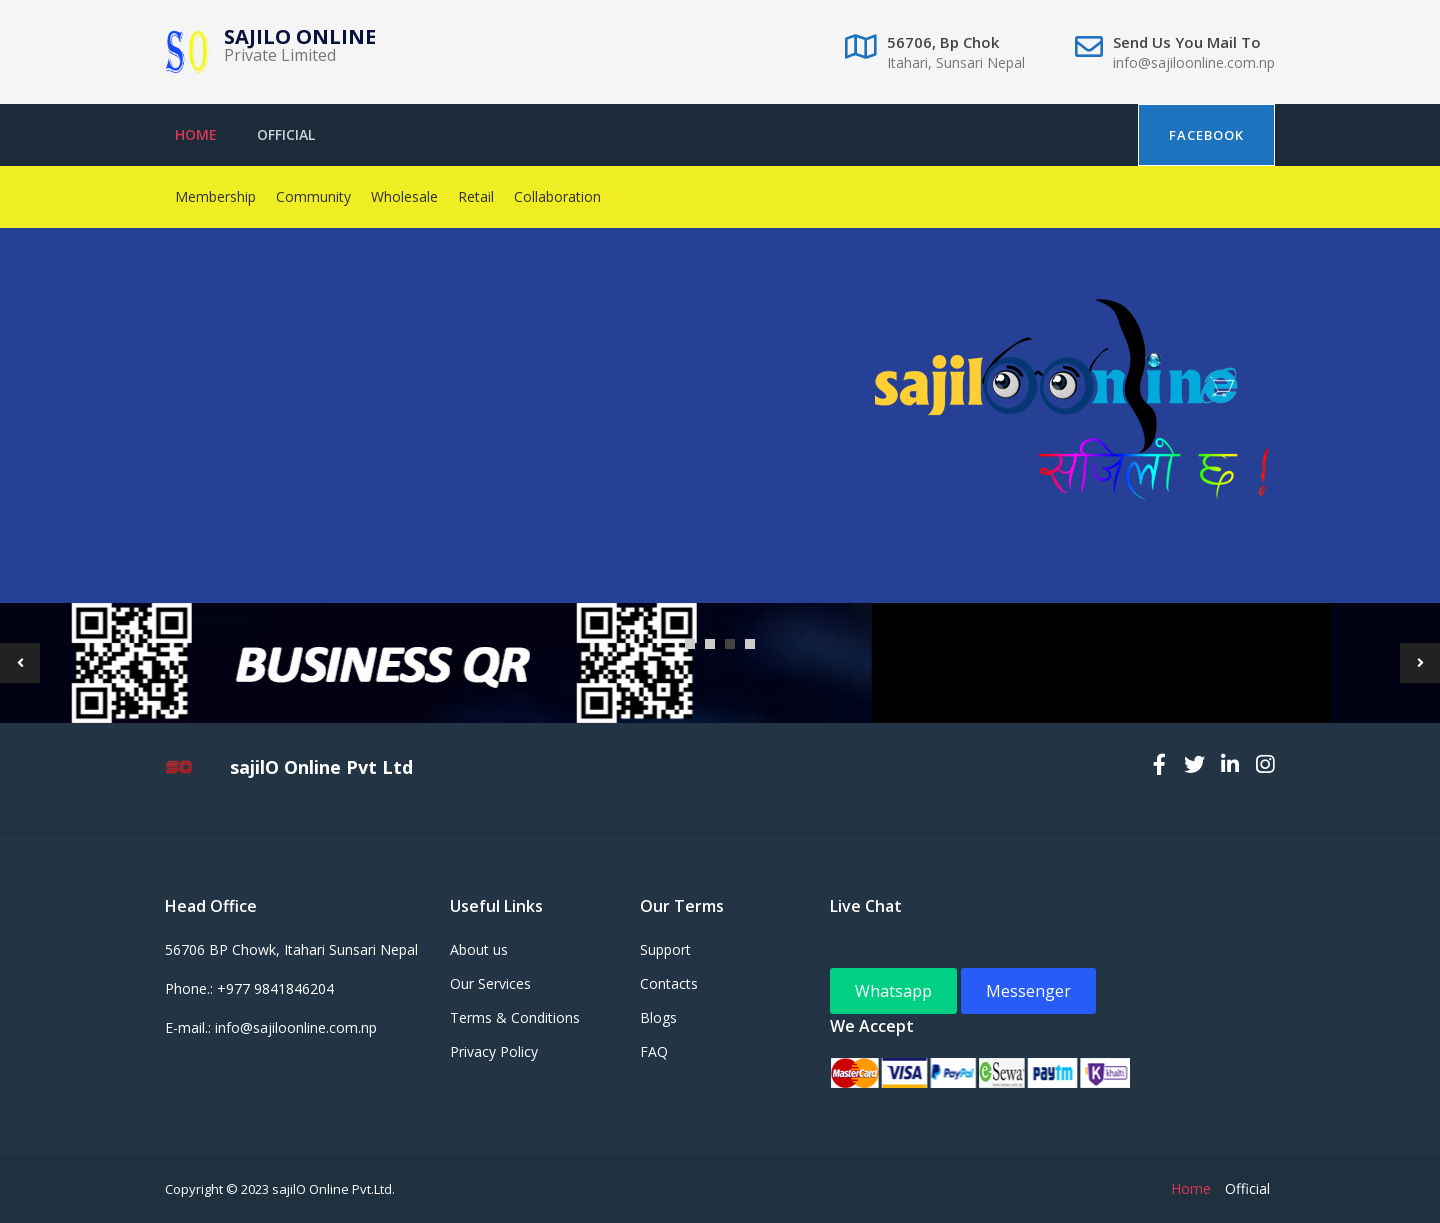 SO
SAJILO ONLINE
Private Limited
56706, Bp Chok
Itahari, Sunsari Nepal
Send Us You Mail To
info@sajiloonline.com.np
HOME
OFFICIAL
FACEBOOK
Membership
Community
Wholesale
Retail
Collaboration
sajiloonline
सजिलो छ !
BUSINESS QR
SO
sajilO Online Pvt Ltd
Head Office
56706 BP Chowk, Itahari Sunsari Nepal
Phone.: +977 9841846204
E-mail.: info@sajiloonline.com.np
Useful Links
About us
Our Services
Terms & Conditions
Privacy Policy
Our Terms
Support
Contacts
Blogs
FAQ
Live Chat
Whatsapp
Messenger
We Accept
MasterCard VISA PayPal eSewa paytm khalti
Copyright © 2023 sajilO Online Pvt.Ltd.
Home
Official